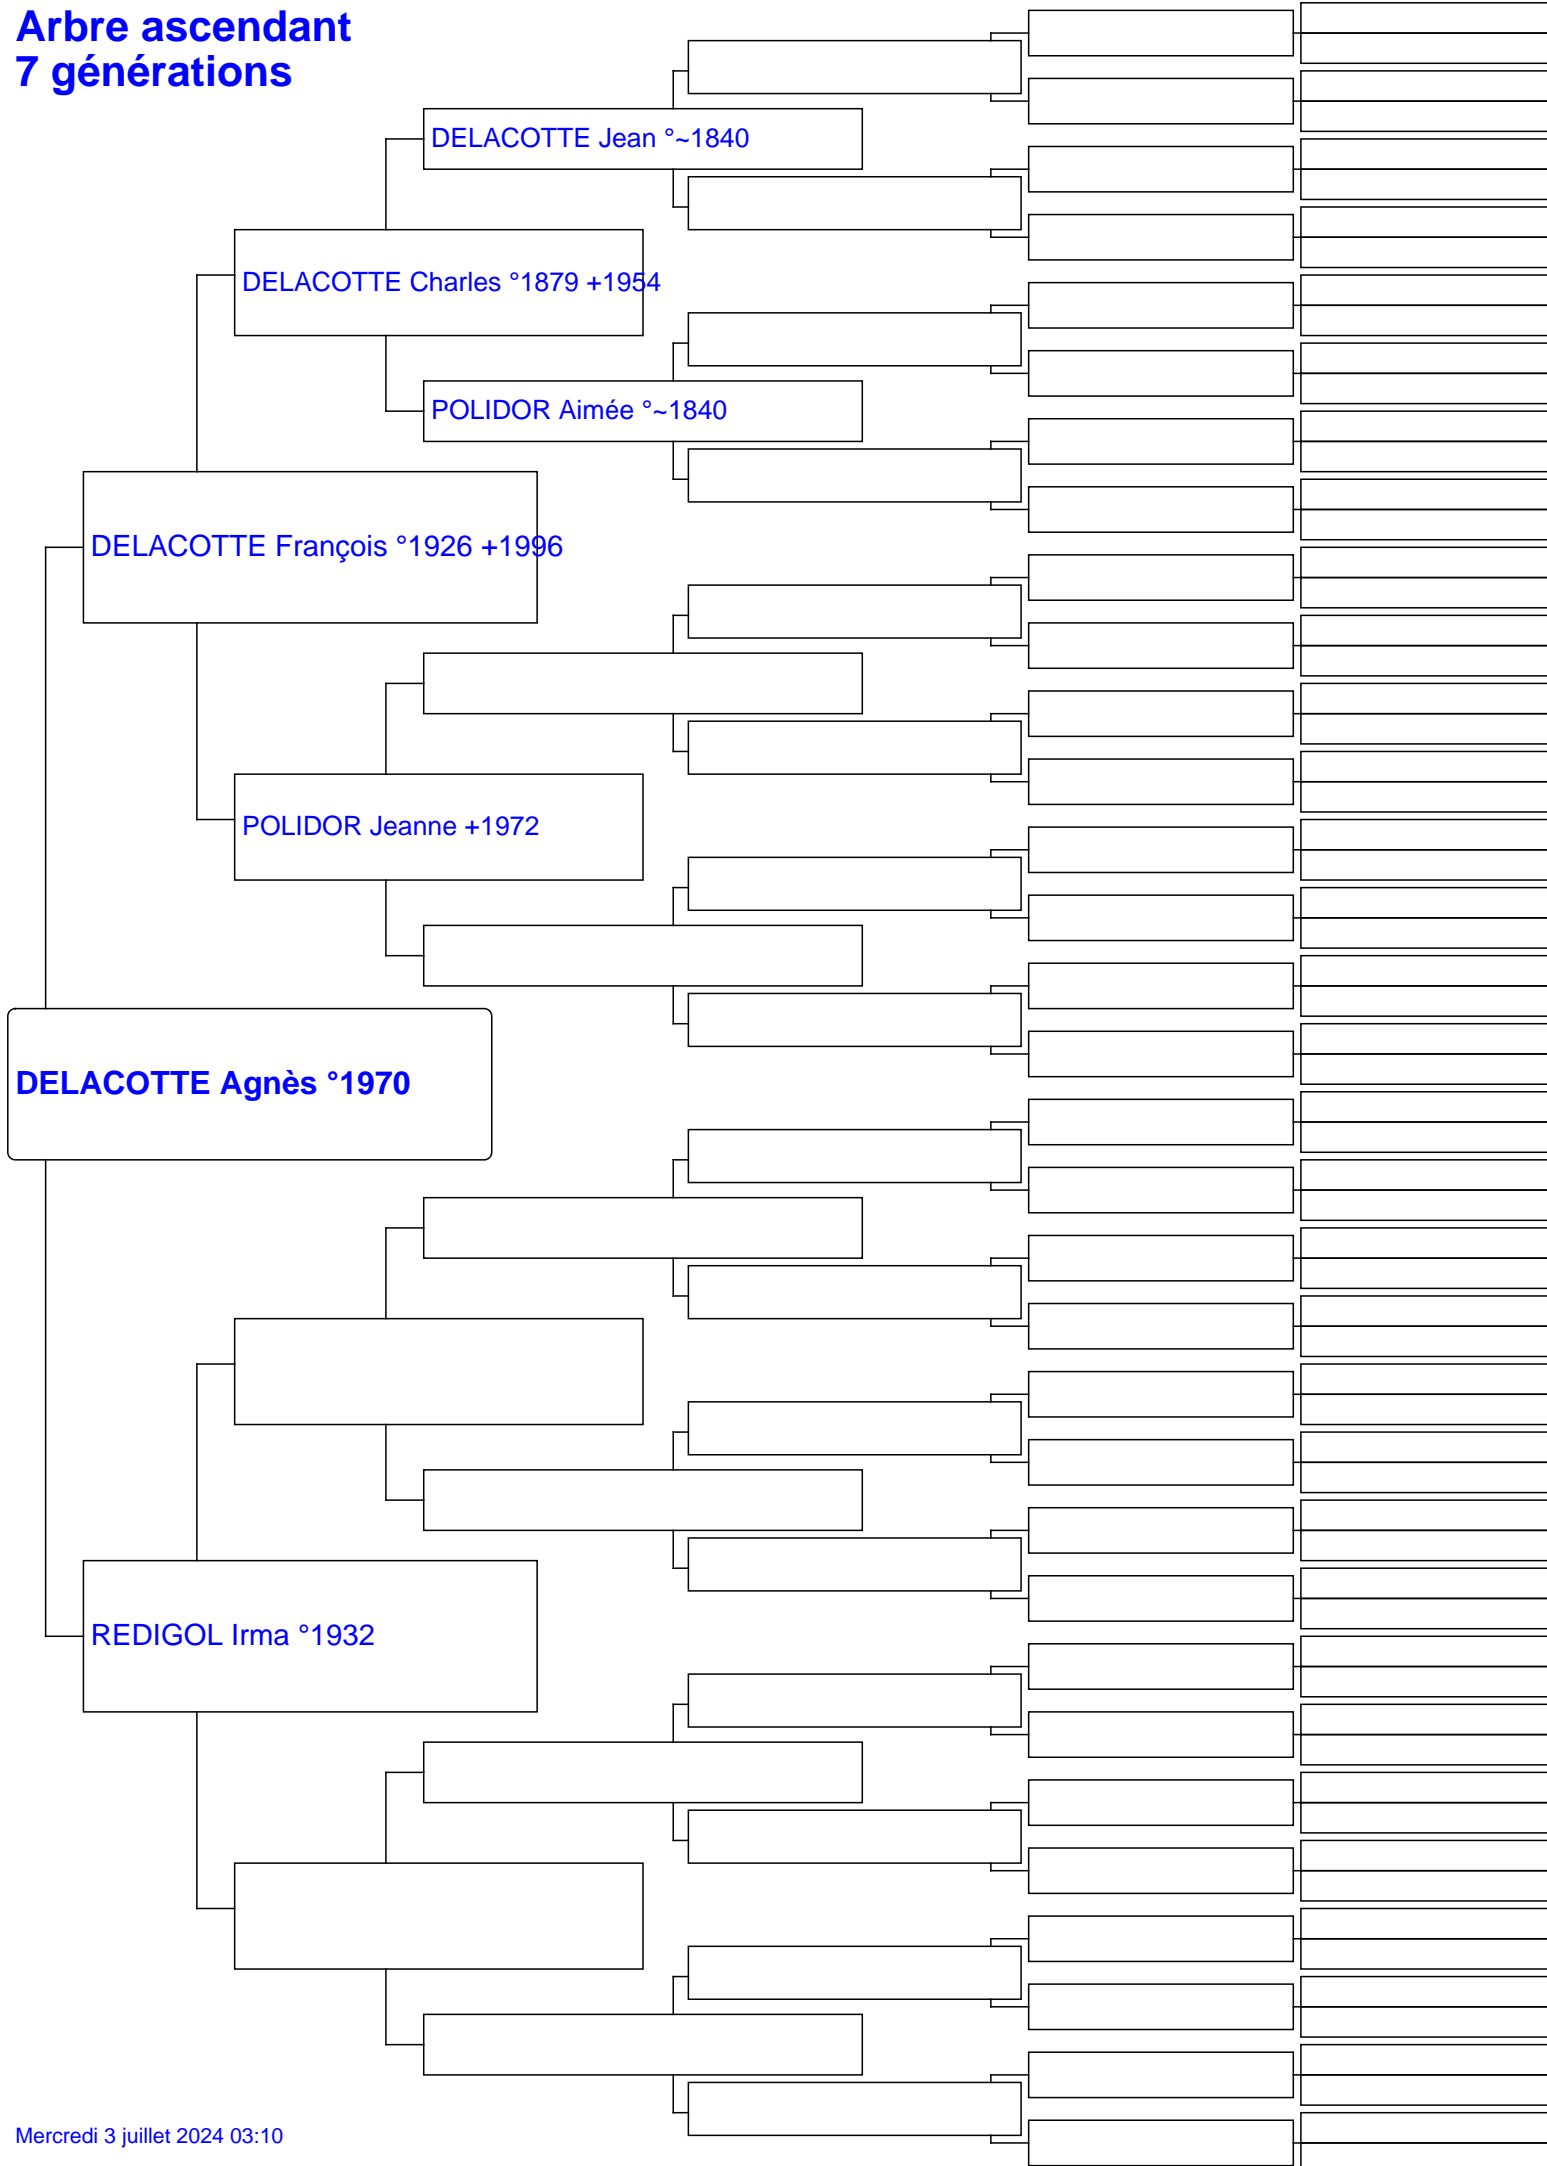 Arbre ascendant
7 générations
DELACOTTE Jean °~1840
DELACOTTE Charles °1879 +1954
POLIDOR Aimée °~1840
DELACOTTE François °1926 +1996
POLIDOR Jeanne +1972
DELACOTTE Agnès °1970
REDIGOL Irma °1932
Mercredi 3 juillet 2024 03:10